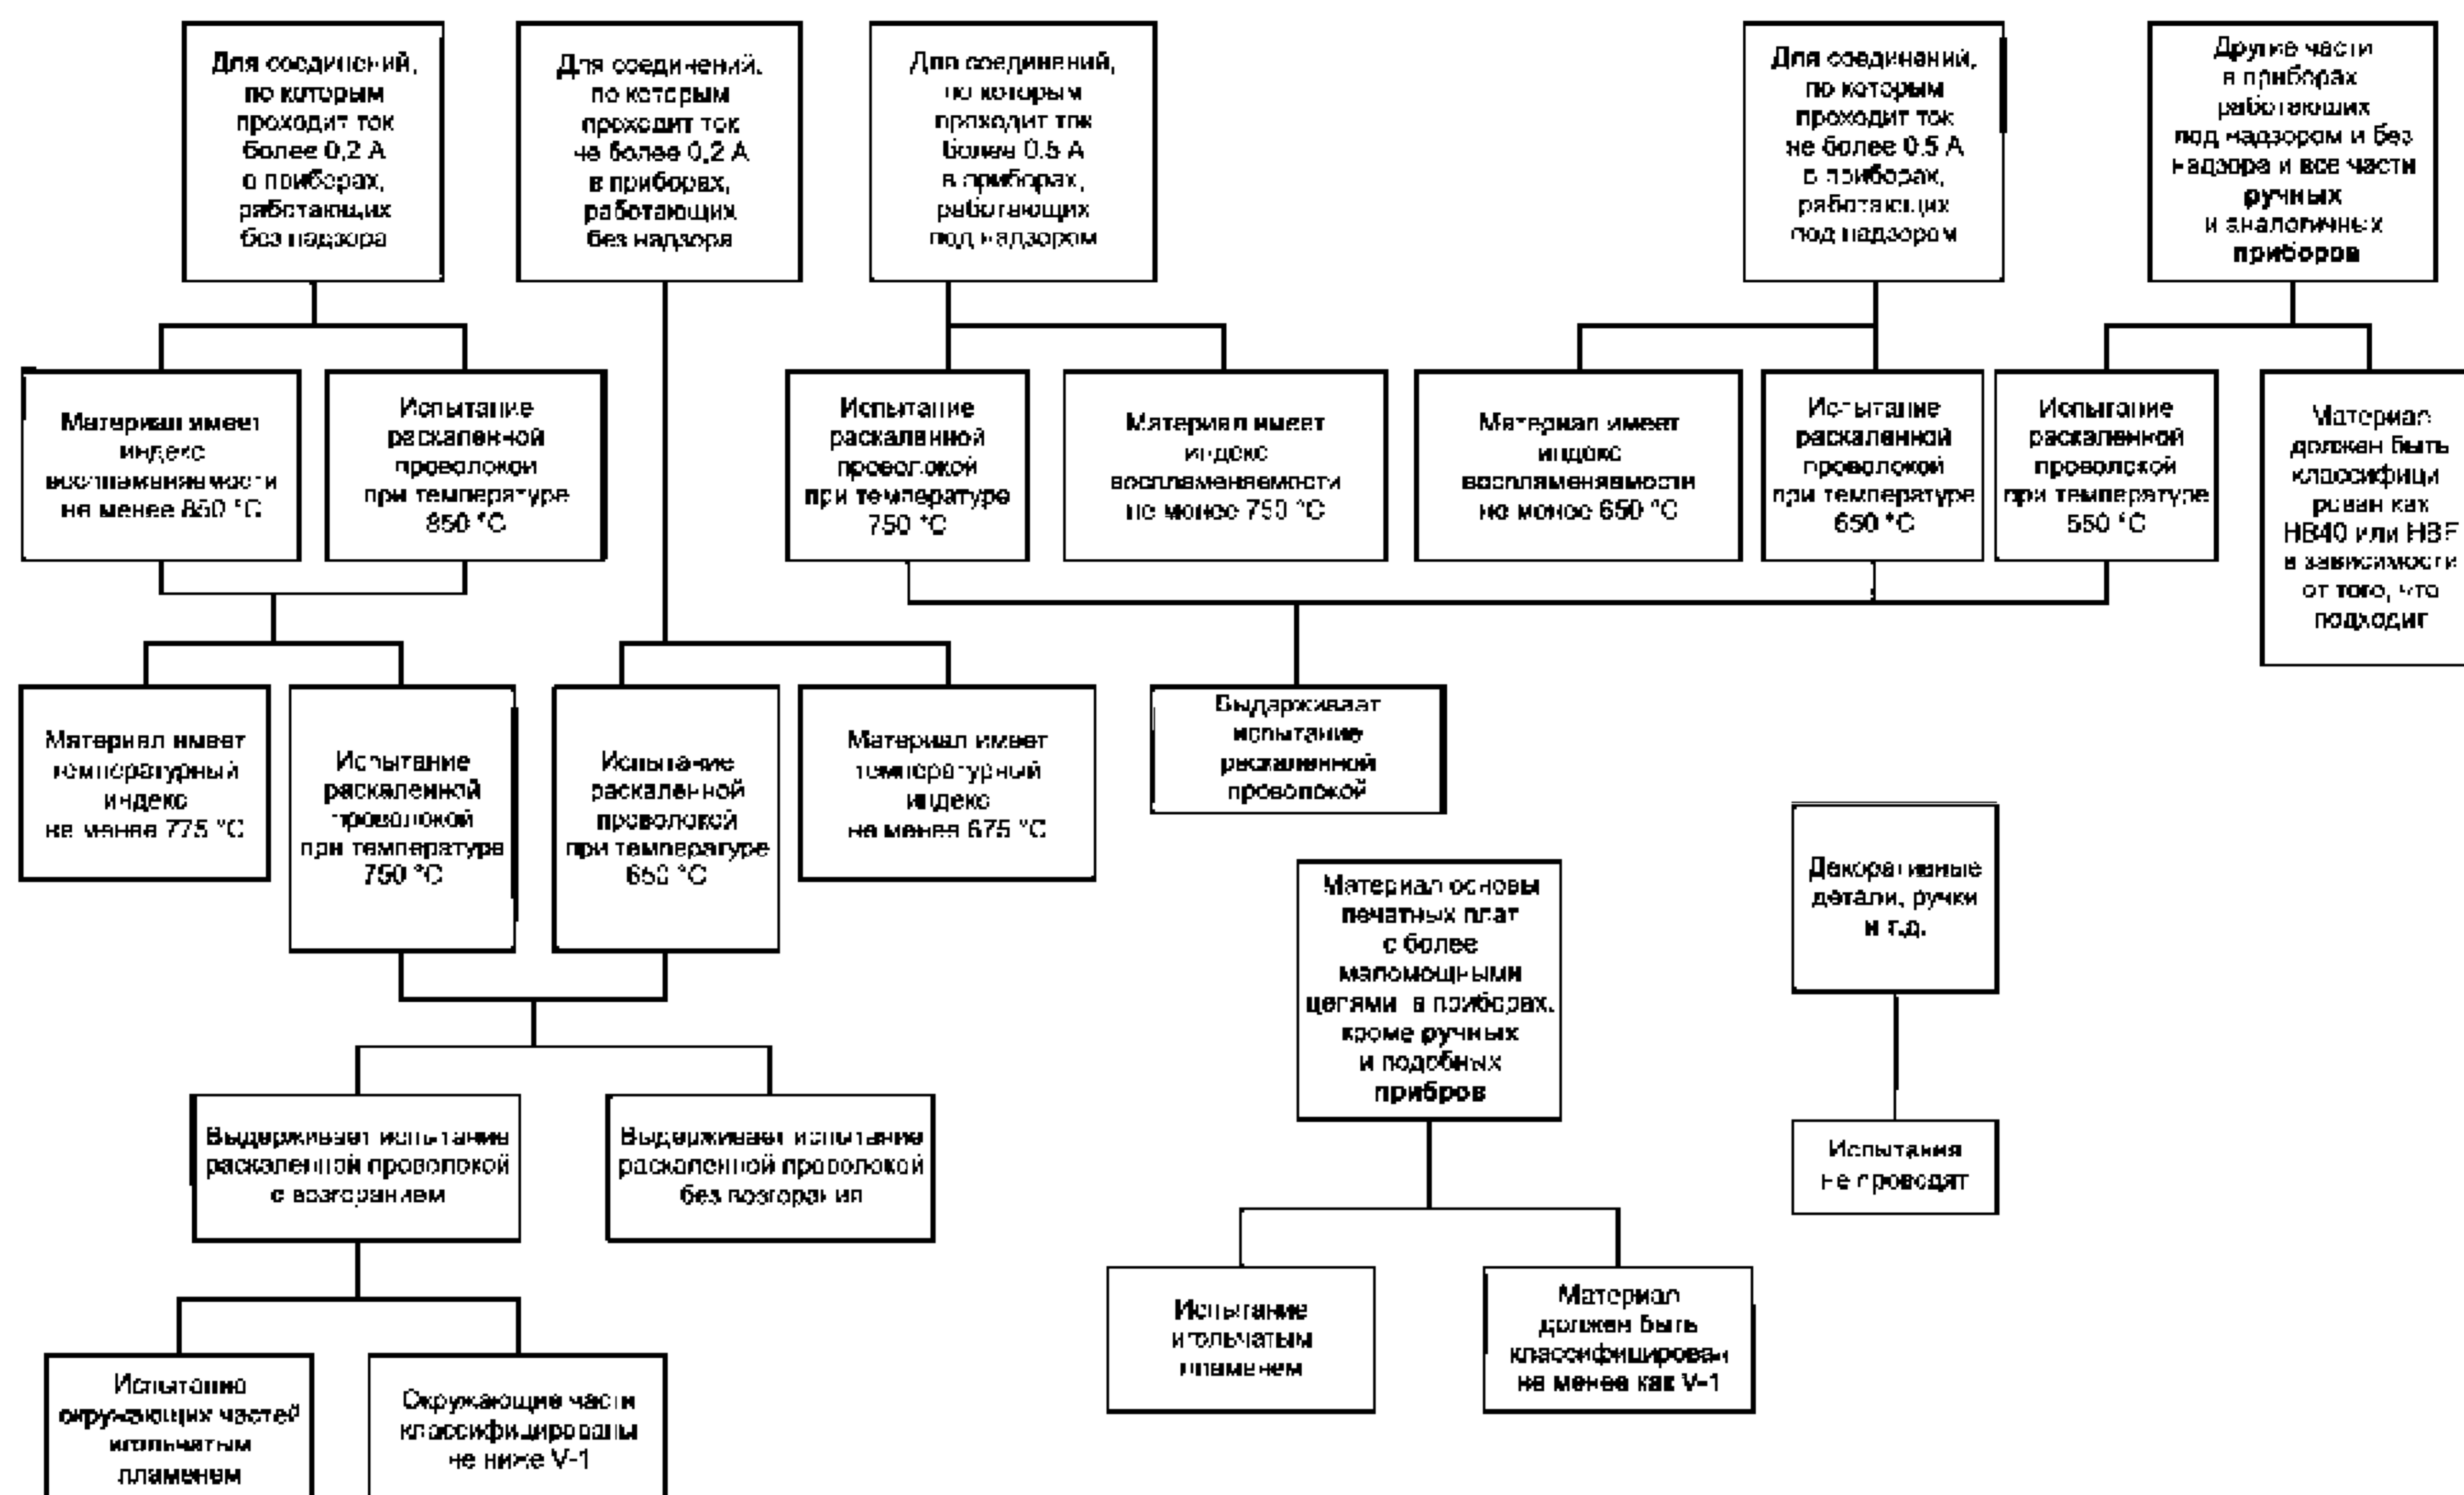 Для соединений,
по которым
проходит ток
более 0,2 А
в приборах,
работающих
без надзора
Для соединений,
по которым
проходит ток
не более 0,2 А
в приборах,
работающих
без надзора
Для соединений,
по которым
проходит ток
более 0.5 А
в приборах,
работающих
под надзором
Для соединений,
по которым
проходит ток
не более 0.5 А
в приборах,
работающих
под надзором
Другие части
в приборах
работающих
под надзором и без
надзора и все части
ручных
и аналогичных
приборов
Материал имеет
индекс
воспламеняемости
не менее 850 °С
Испытание
раскаленной
проволокой
при температуре
850 °С
Испытание
раскаленной
проволокой
при температуре
750 °С
Материал имеет
индекс
воспламеняемости
не менее 750 °С
Материал имеет
индекс
воспламеняемости
не менее 650 °С
Испытание
раскаленной
проволокой
при температуре
650 °С
Испытание
раскаленной
проволокой
при температуре
550 °С
Материал
должен быть
классифици
рован как
НВ40 или HBF
в зависимости
от того, что
подходит
Материал имеет
температурный
индекс
не менее 775 °С
Испытание
раскаленной
проволокой
при температуре
750 °С
Испытание
раскаленной
проволокой
при температуре
650 °С
Материал имеет
температурный
индекс
не менее 675 °С
Выдерживает
испытание
раскаленной
проволокой
Материал основы
печатных плат
с более
маломощными
цепями в приборах,
кроме ручных
и подобных
прибров
Декоративные
детали, ручки
и т.д.
Выдерживает испытание
раскаленной проволокой
с возгоранием
Выдерживает испытание
раскаленной проволокой
без возгорания
Испытания
не проводят
Испытание
игольчатым
пламенем
Материал
должен быть
классифицирован
не менее как V-1
Испытание
окружающих частей
игольчатым
пламенем
Окружающие части
классифицированы
не ниже V-1